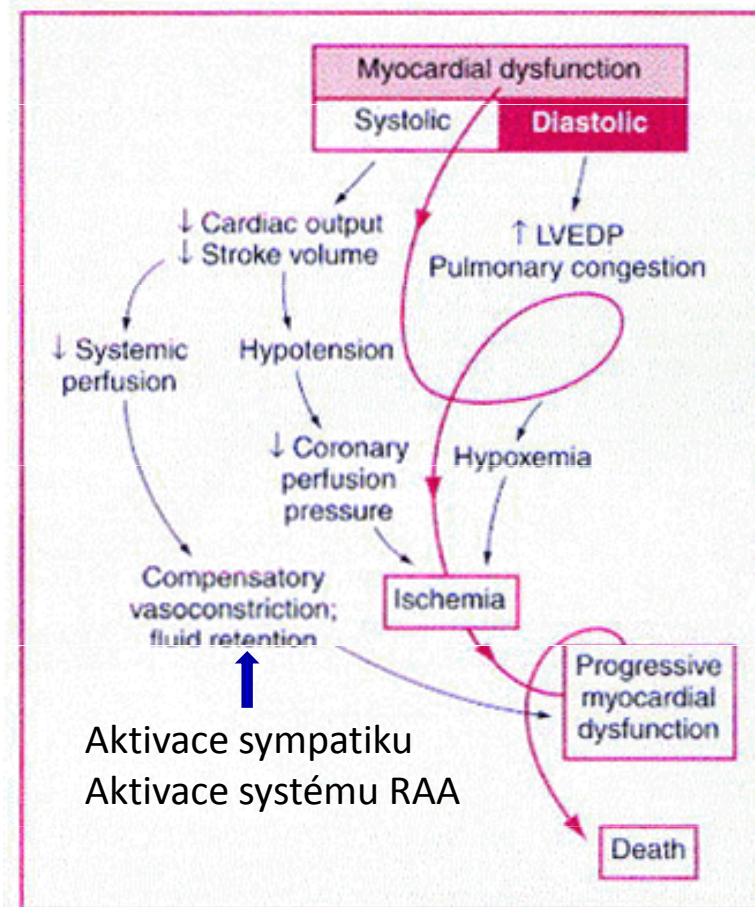 Myocardial dysfunction
Systolic
Diastolic
↓ Cardiac output
↓ Stroke volume
↑ LVEDP
Pulmonary congestion
↓ Systemic
perfusion
Hypotension
↓ Coronary
perfusion
pressure
Hypoxemia
Compensatory
vasoconstriction;
fluid retention
Ischemia
Progressive
myocardial
dysfunction
Aktivace sympatiku
Aktivace systému RAA
Death